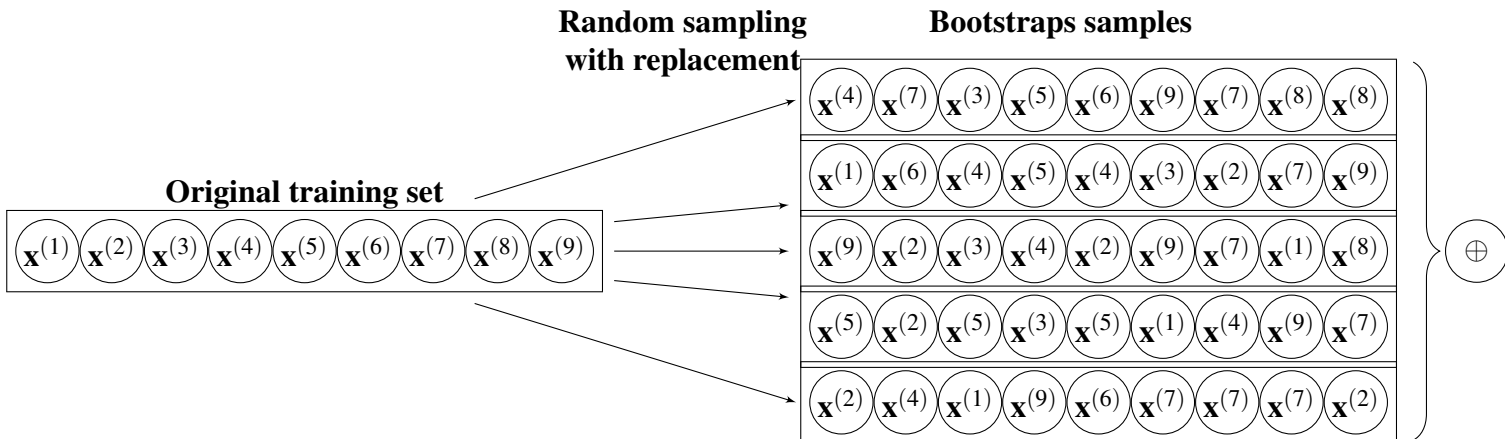 Random sampling
with replacement
Bootstraps samples
x^(4) x^(7) x^(3) x^(5) x^(6) x^(9) x^(7) x^(8) x^(8)
x^(1) x^(6) x^(4) x^(5) x^(4) x^(3) x^(2) x^(7) x^(9)
Original training set
x^(1) x^(2) x^(3) x^(4) x^(5) x^(6) x^(7) x^(8) x^(9)
x^(9) x^(2) x^(3) x^(4) x^(2) x^(9) x^(7) x^(1) x^(8)
⊕
x^(5) x^(2) x^(5) x^(3) x^(5) x^(1) x^(4) x^(9) x^(7)
x^(2) x^(4) x^(1) x^(9) x^(6) x^(7) x^(7) x^(7) x^(2)